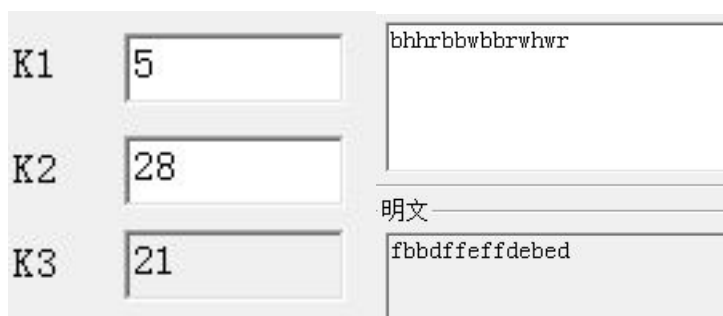 K1 5
K2 28
K3 21
bhhrbbwbbrwhwr
明文
fbbdffeffdebed